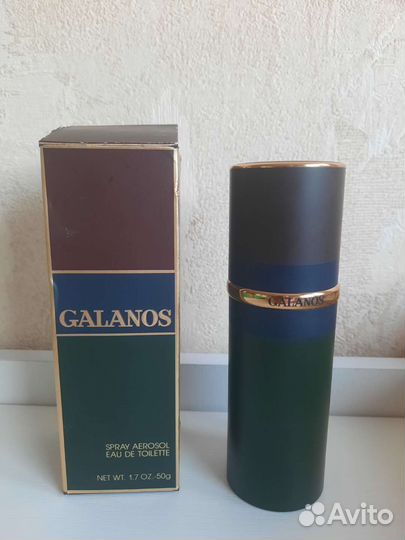 GALANOS
SPRAY AEROSOL
EAU DE TOILETTE
NET WT. 1.7 OZ. 50g
GALANOS
Avito